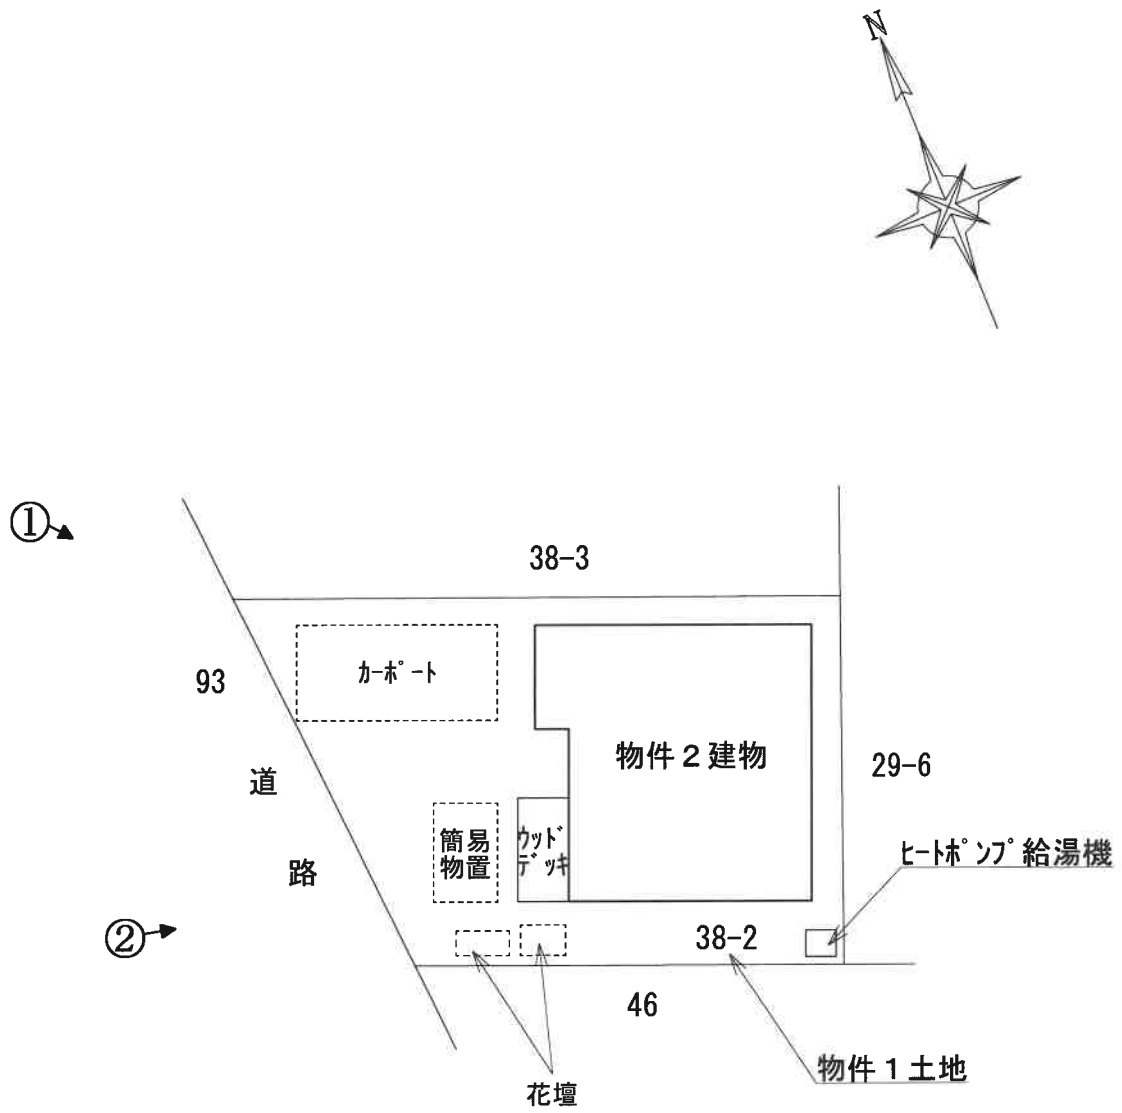 N
①
38-3
93
カーポート
物件２建物
道
29-6
簡易
物置
ウッド
デッキ
ヒートポンプ給湯機
路
②
38-2
46
物件１土地
花壇